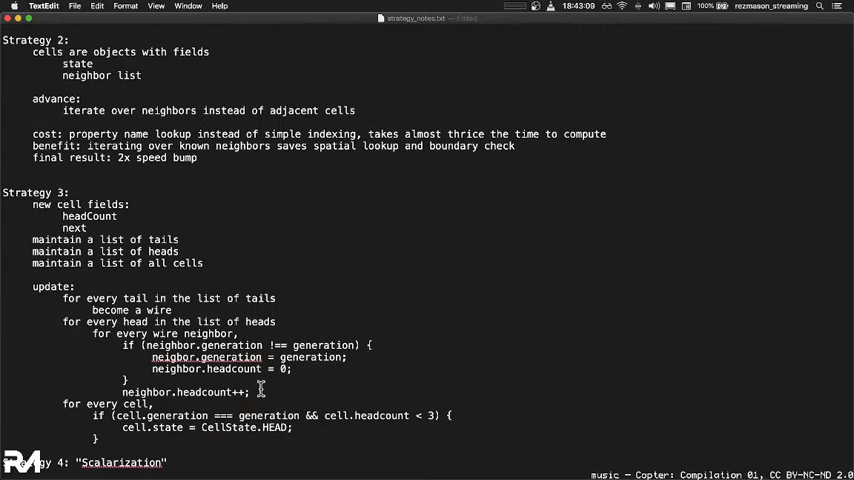 TextEdit File Edit Format View Window Help 100% 18:43:09 rezmason_streaming
strategy_notes.txt — Edited
Strategy 2:
cells are objects with fields
state
neighbor list
advance:
iterate over neighbors instead of adjacent cells
cost: property name lookup instead of simple indexing, takes almost thrice the time to compute
benefit: iterating over known neighbors saves spatial lookup and boundary check
final result: 2x speed bump
Strategy 3:
new cell fields:
headCount
next
maintain a list of tails
maintain a list of heads
maintain a list of all cells
update:
for every tail in the list of tails
become a wire
for every head in the list of heads
for every wire neighbor,
if (neighbor.generation !== generation) {
neigbor.generation = generation;
neighbor.headcount = 0;
}
neighbor.headcount++;
for every cell,
if (cell.generation === generation && cell.headcount < 3) {
cell.state = CellState.HEAD;
}
Strategy 4: "Scalarization"
music - Copter: Compilation 01, CC BY-NC-ND 2.0